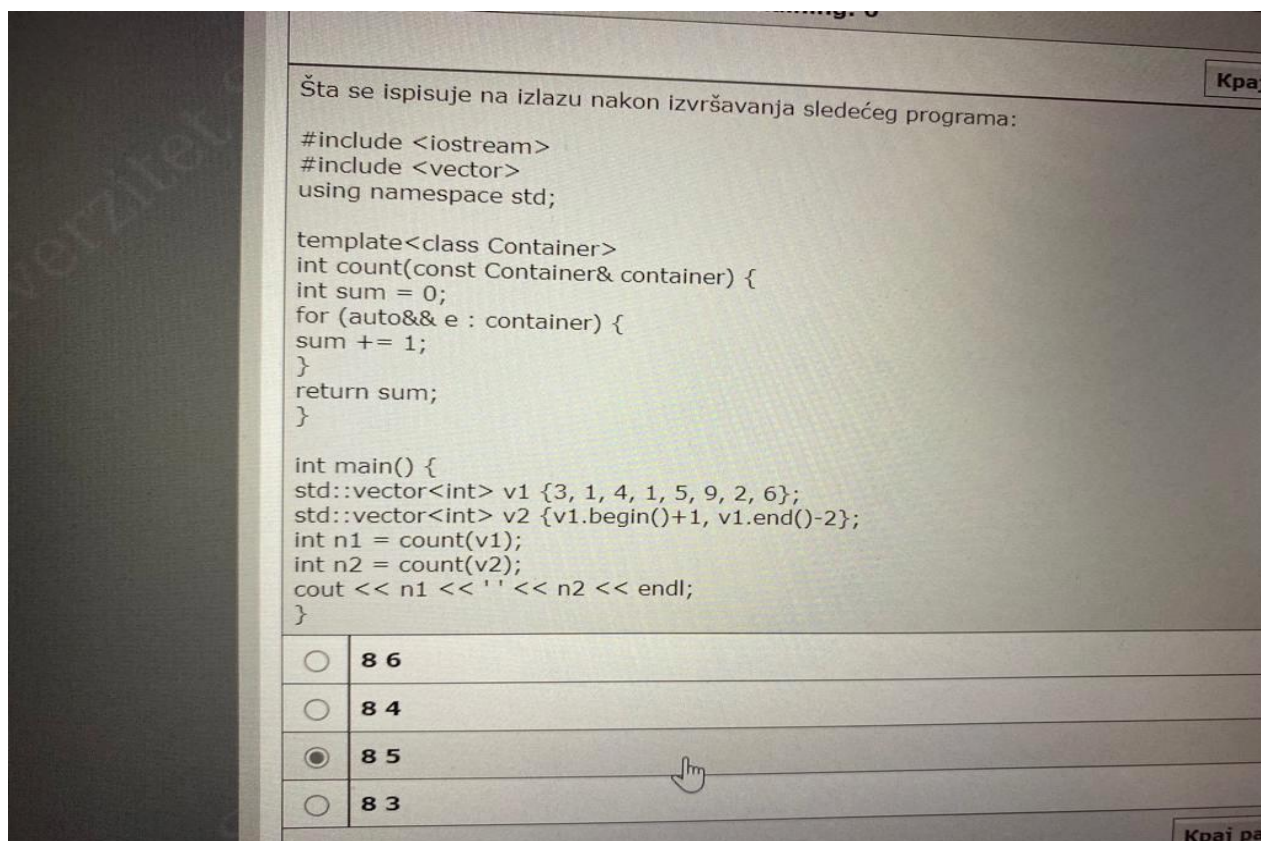 Kpaj
Šta se ispisuje na izlazu nakon izvršavanja sledećeg programa:
#include <iostream>
#include <vector>
using namespace std;
template<class Container>
int count(const Container& container) {
int sum = 0;
for (auto&& e : container) {
sum += 1;
}
return sum;
}
int main() {
std::vector<int> v1 {3, 1, 4, 1, 5, 9, 2, 6};
std::vector<int> v2 {v1.begin()+1, v1.end()-2};
int n1 = count(v1);
int n2 = count(v2);
cout << n1 << ' ' << n2 << endl;
}
8 6
8 4
8 5
8 3
Крај ра